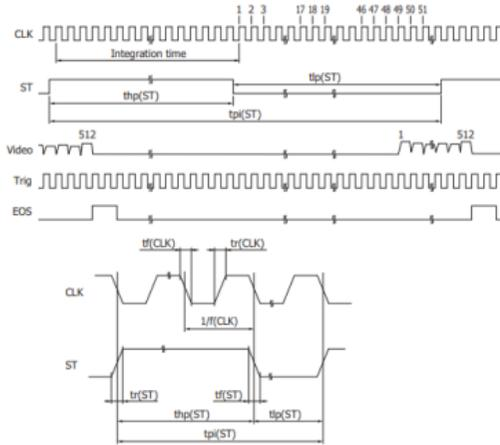 1 2 3 17 18 19 46 47 48 49 50 51
CLK
Integration time
tlp(ST)
ST
thp(ST)
tpi(ST)
512 1 512
Video
Trig
EOS
tf(CLK) tr(CLK)
CLK
1/f(CLK)
ST
tr(ST) tf(ST)
thp(ST) tlp(ST)
tpi(ST)